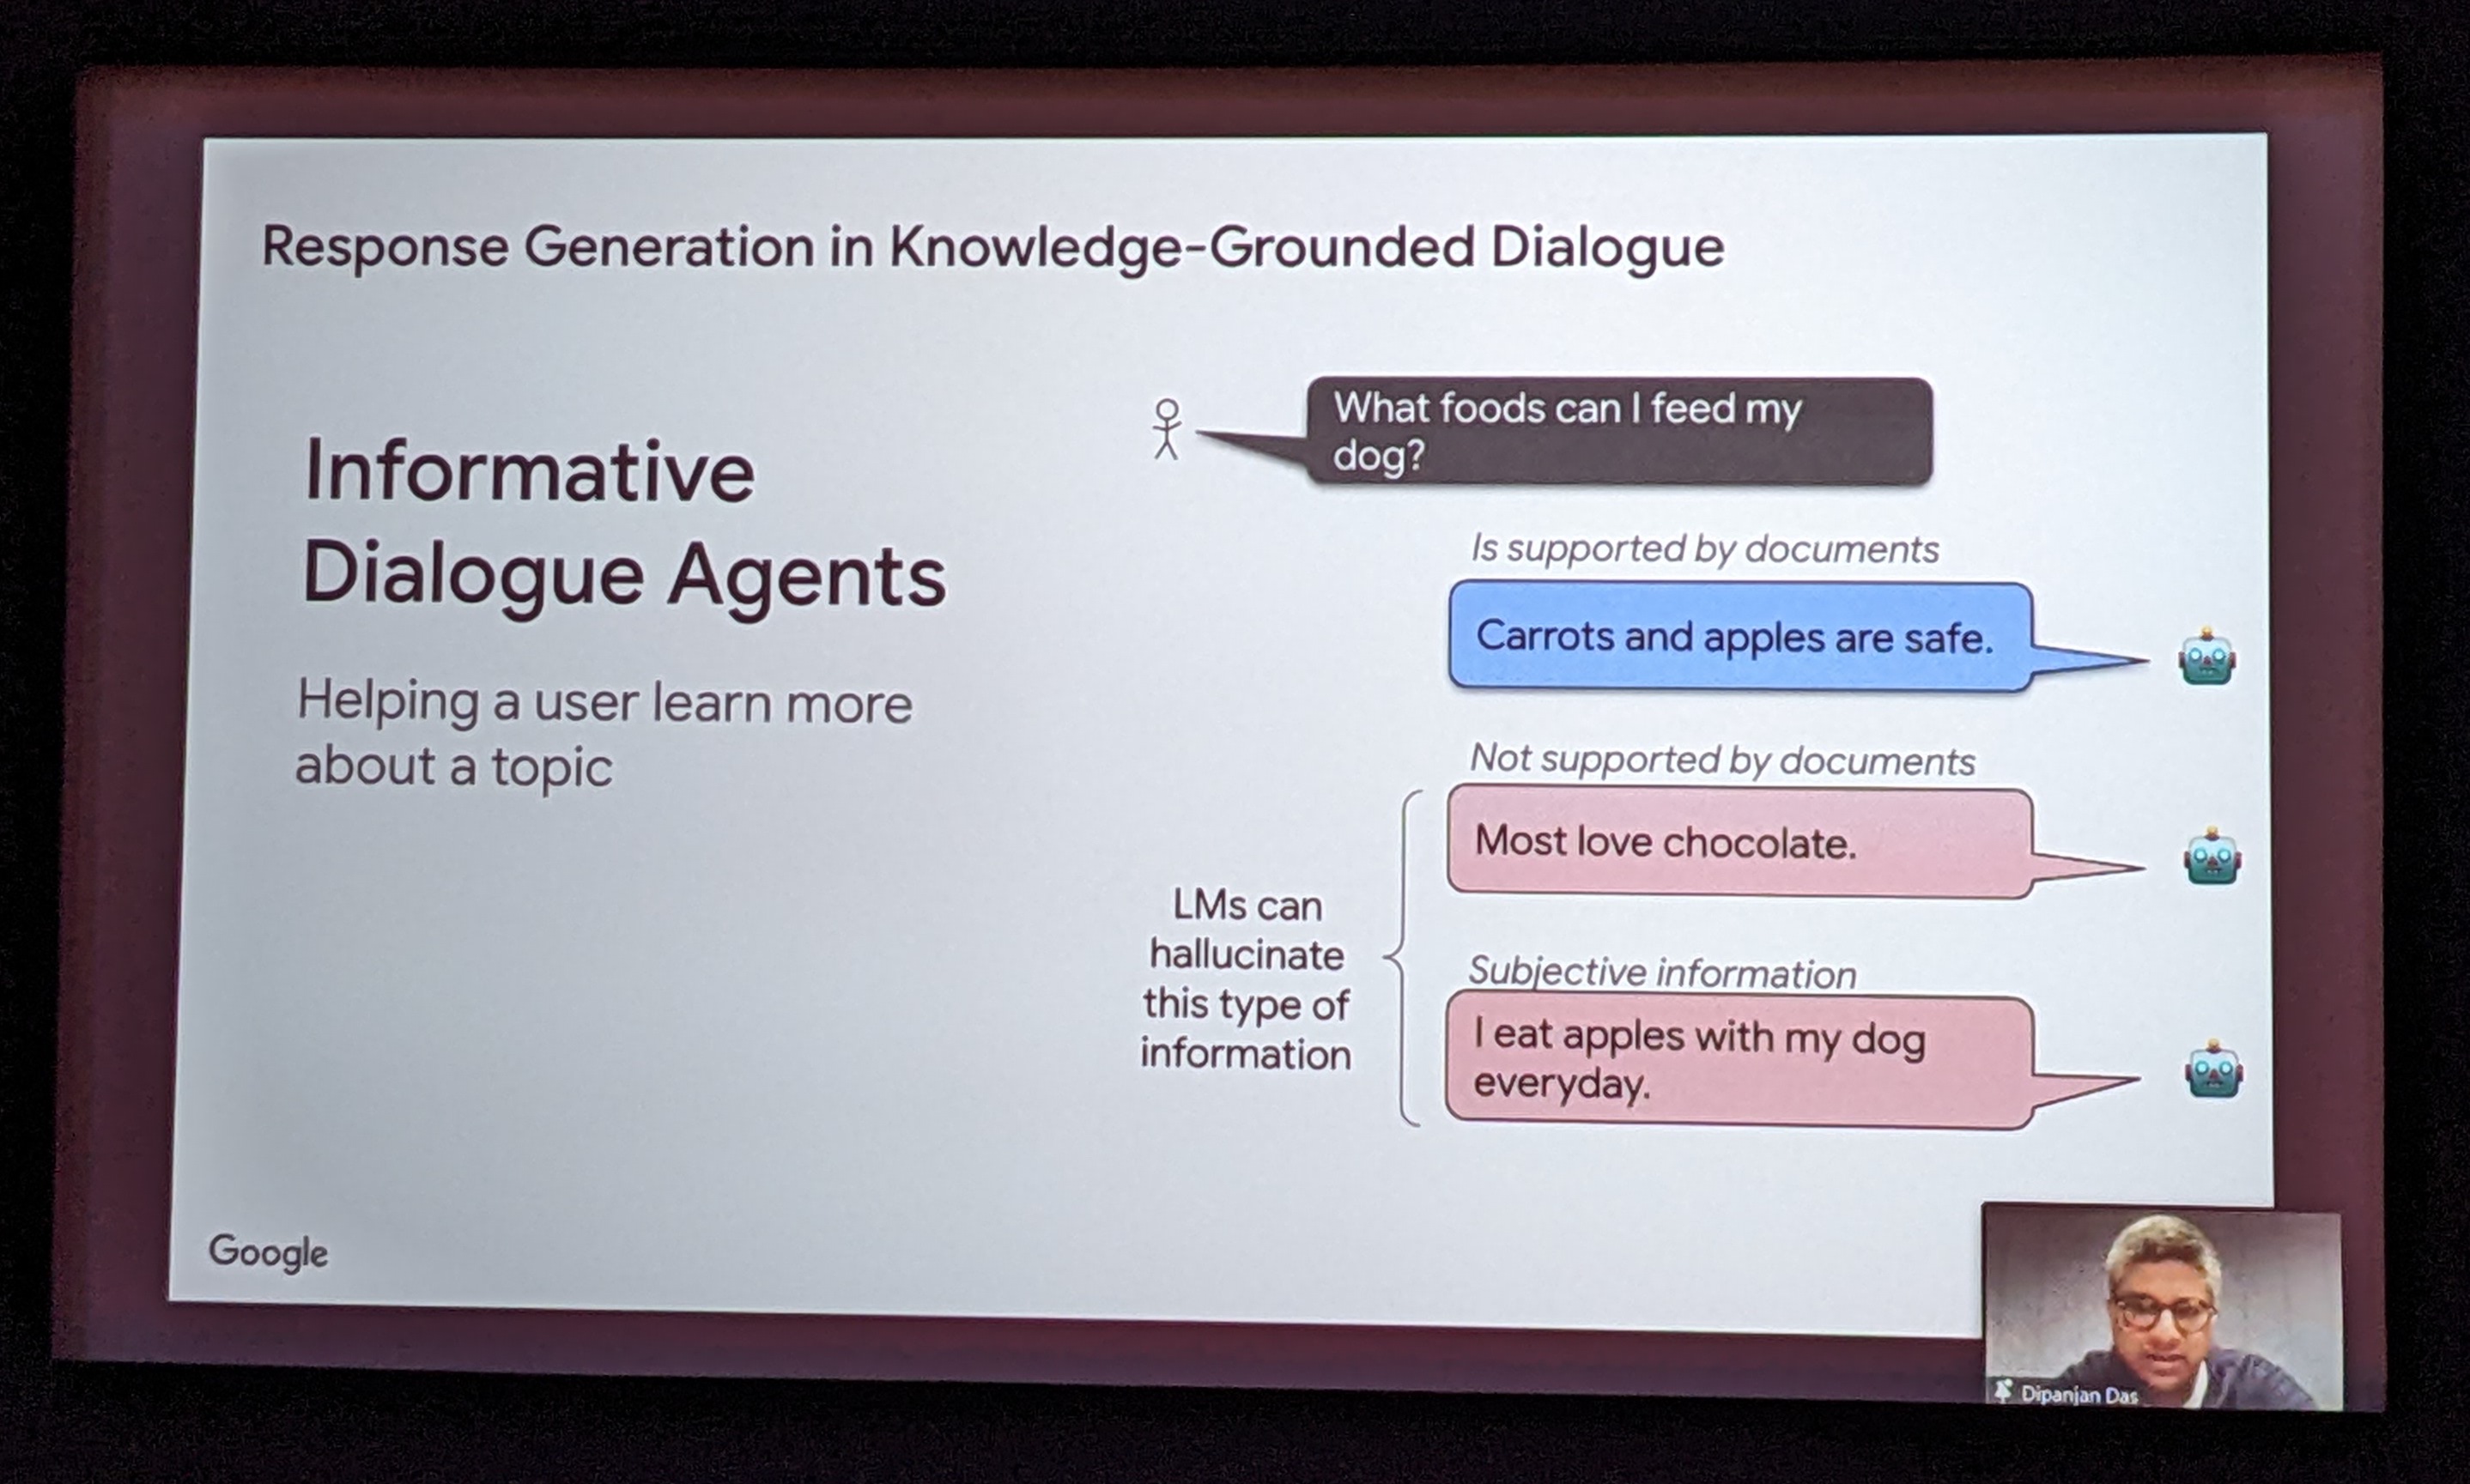 Response Generation in Knowledge-Grounded Dialogue
Informative
Dialogue Agents
Helping a user learn more
about a topic
What foods can I feed my
dog?
Is supported by documents
Carrots and apples are safe.
Not supported by documents
Most love chocolate.
LMs can
hallucinate
this type of
information
Subjective information
I eat apples with my dog
everyday.
Google
Dipanjan Das